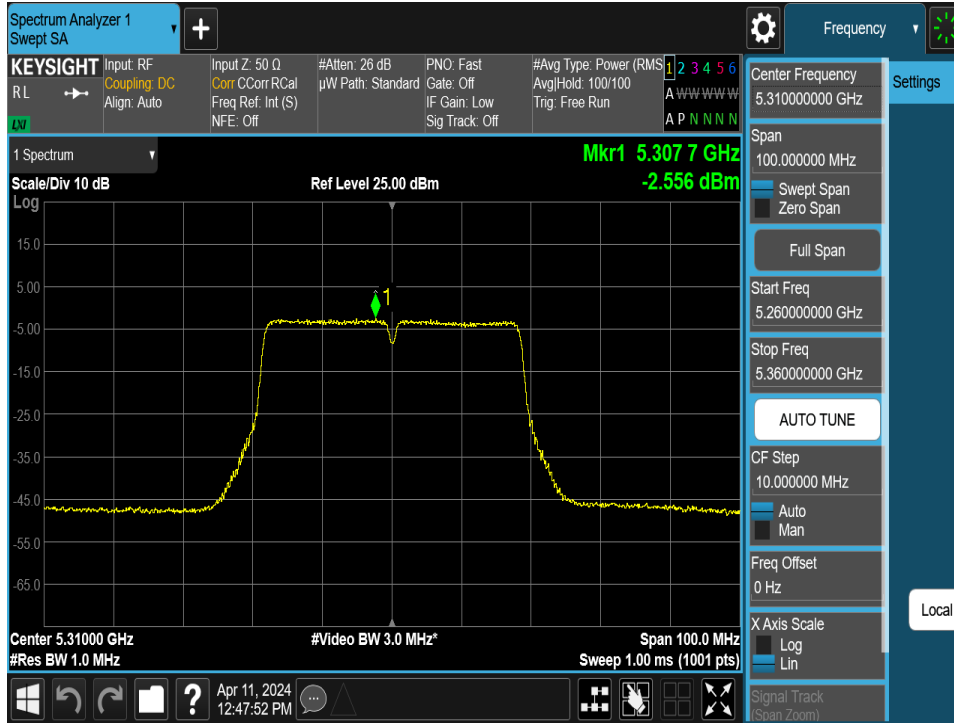 Spectrum Analyzer 1
Swept SA
+
Frequency
KEYSIGHT
RL
LXI
Input: RF
Coupling: DC
Align: Auto
Input Z: 50 Ω
Corr CCorr RCal
Freq Ref: Int (S)
NFE: Off
#Atten: 26 dB
µW Path: Standard
PNO: Fast
Gate: Off
IF Gain: Low
Sig Track: Off
#Avg Type: Power (RMS
Avg|Hold: 100/100
Trig: Free Run
1 2 3 4 5 6
A W W W W W
A P N N N N
1 Spectrum
Mkr1 5.307 7 GHz
Scale/Div 10 dB
Ref Level 25.00 dBm
-2.556 dBm
Log
15.0
5.00
-5.00
-15.0
-25.0
-35.0
-45.0
-55.0
-65.0
1
Center 5.31000 GHz
#Video BW 3.0 MHz*
Span 100.0 MHz
#Res BW 1.0 MHz
Sweep 1.00 ms (1001 pts)
Center Frequency
5.310000000 GHz
Settings
Span
100.000000 MHz
Swept Span
Zero Span
Full Span
Start Freq
5.260000000 GHz
Stop Freq
5.360000000 GHz
AUTO TUNE
CF Step
10.000000 MHz
Auto
Man
Freq Offset
0 Hz
Local
X Axis Scale
Log
Lin
Signal Track
(Span Zoom)
?
Apr 11, 2024
12:47:52 PM